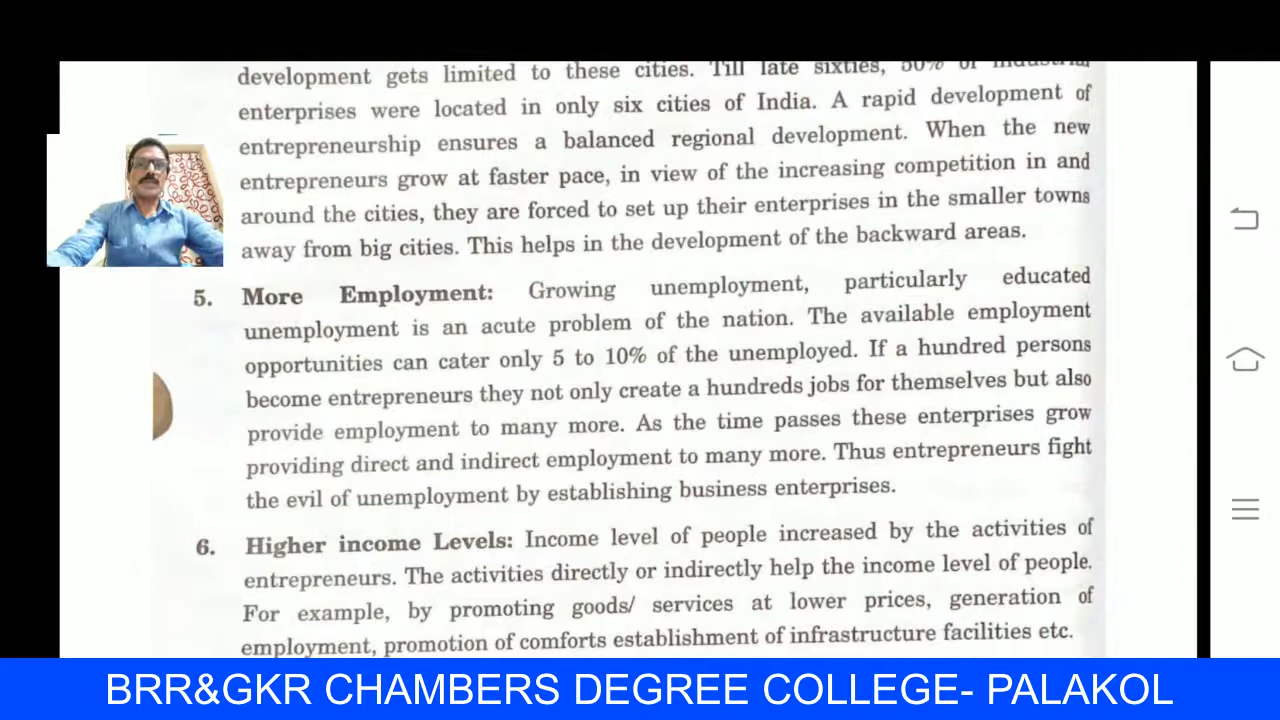 development gets limited to these cities. Till late sixties, 50% of industrial
enterprises were located in only six cities of India. A rapid development of
entrepreneurship ensures a balanced regional development. When the new
entrepreneurs grow at faster pace, in view of the increasing competition in and
around the cities, they are forced to set up their enterprises in the smaller towns
away from big cities. This helps in the development of the backward areas.
5. More Employment: Growing unemployment, particularly educated
unemployment is an acute problem of the nation. The available employment
opportunities can cater only 5 to 10% of the unemployed. If a hundred persons
become entrepreneurs they not only create a hundreds jobs for themselves but also
provide employment to many more. As the time passes these enterprises grow
providing direct and indirect employment to many more. Thus entrepreneurs fight
the evil of unemployment by establishing business enterprises.
6. Higher income Levels: Income level of people increased by the activities of
entrepreneurs. The activities directly or indirectly help the income level of people.
For example, by promoting goods/ services at lower prices, generation of
employment, promotion of comforts establishment of infrastructure facilities etc.
BRR&GKR CHAMBERS DEGREE COLLEGE- PALAKOL